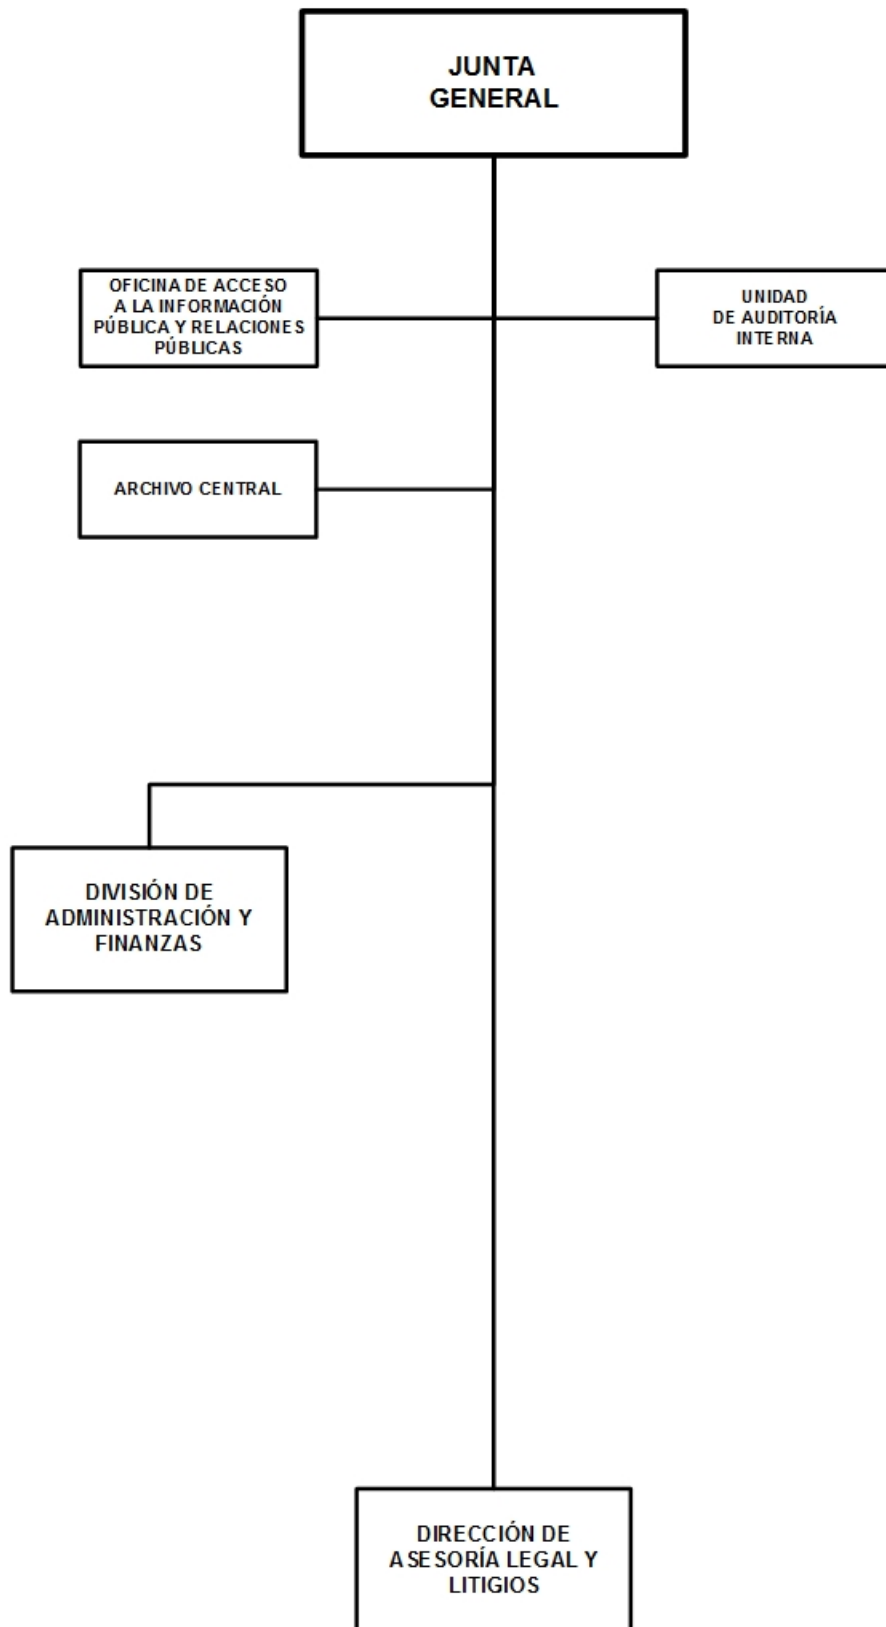 JUNTA
GENERAL
OFICINA DE ACCESO
A LA INFORMACIÓN
PÚBLICA Y RELACIONES
PÚBLICAS
UNIDAD
DE AUDITORÍA
INTERNA
ARCHIVO CENTRAL
DIVISIÓN DE
ADMINISTRACIÓN Y
FINANZAS
DIRECCIÓN DE
ASESORÍA LEGAL Y
LITIGIOS